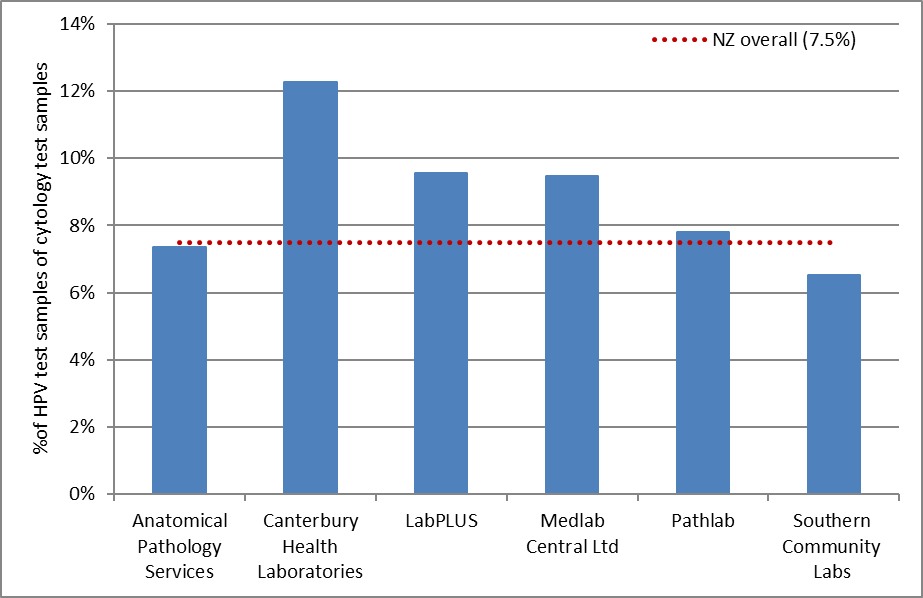 14%
NZ overall (7.5%)
12%
10%
8%
6%
4%
2%
0%
%of HPV test samples of cytology test samples
Anatomical
Pathology
Services
Canterbury
Health
Laboratories
LabPLUS
Medlab
Central Ltd
Pathlab
Southern
Community
Labs